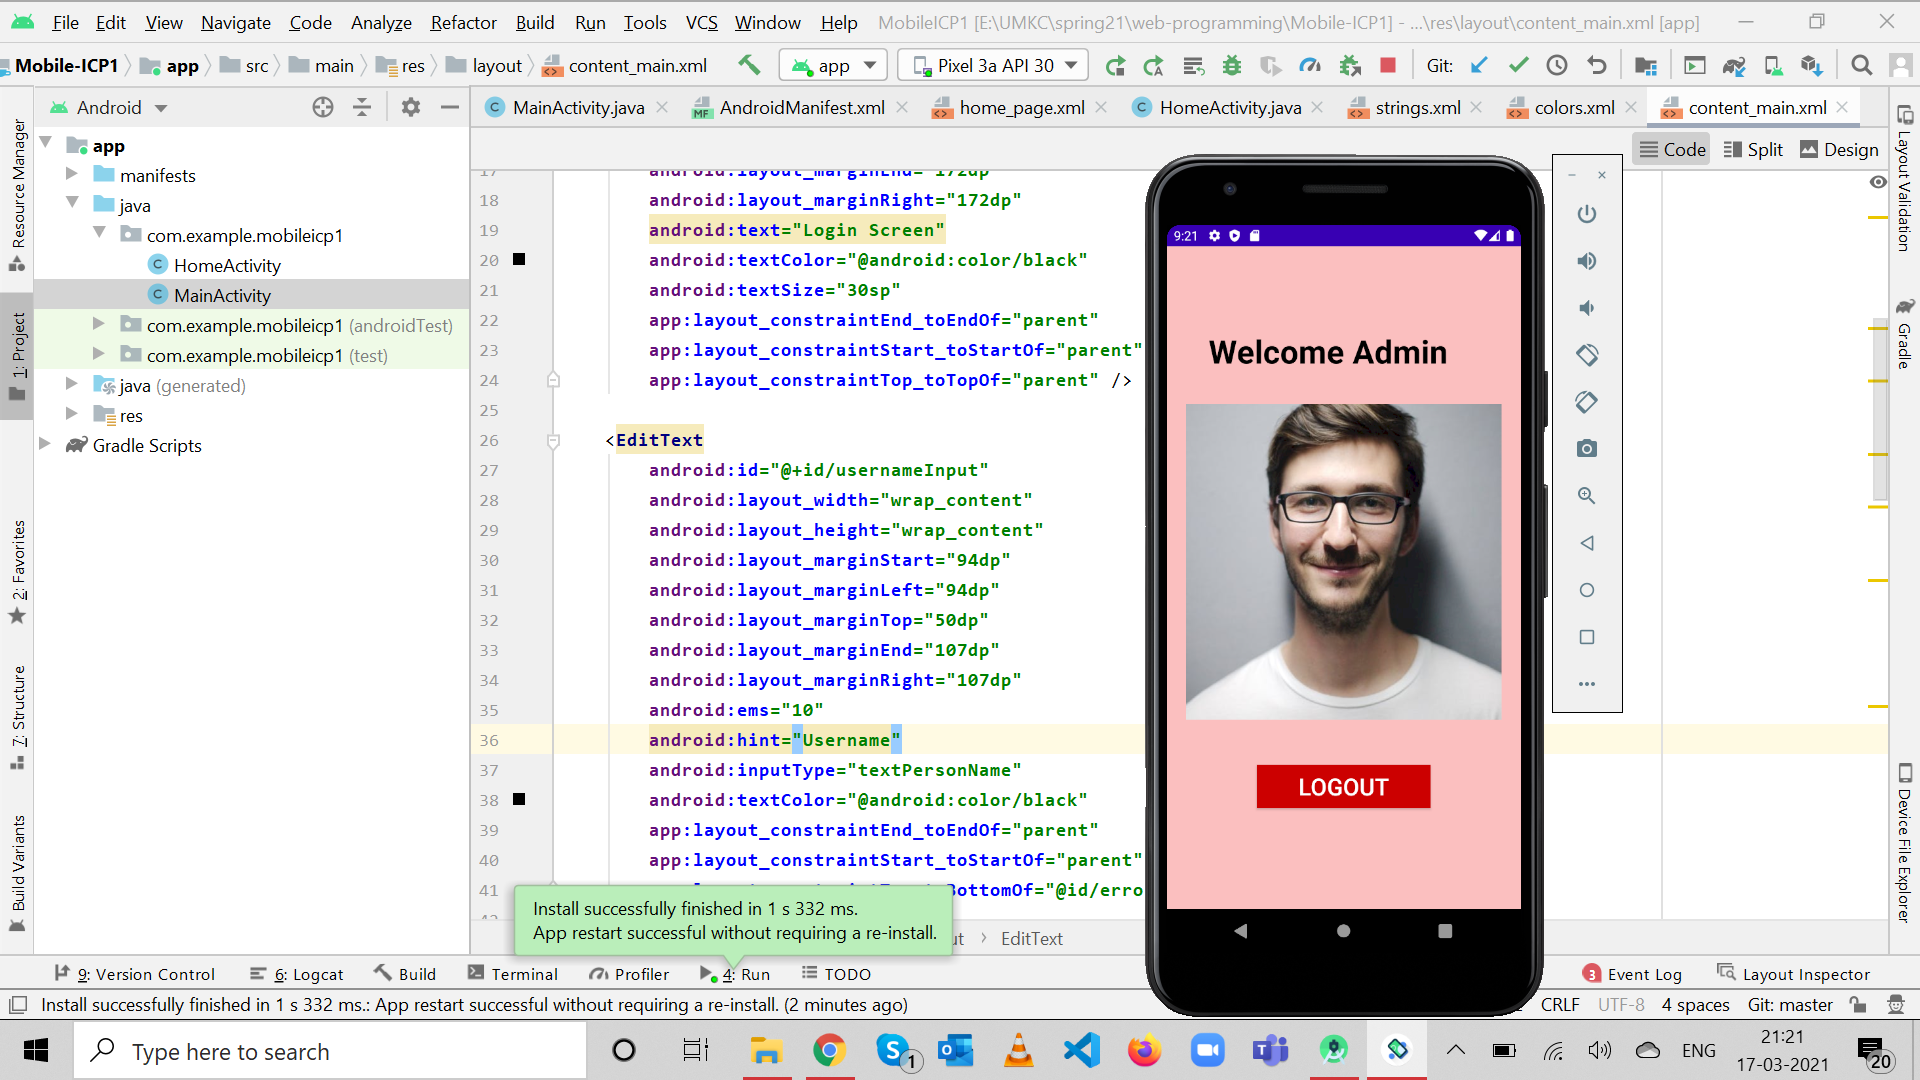 File Edit View Navigate Code Analyze Refactor Build Run Tools VCS Window Help MobileICP1 [E:\UMKC\spring21\web-programming\Mobile-ICP1] - ...\res\layout\content_main.xml [app]
Mobile-ICP1 app src main res layout content_main.xml app Pixel 3a API 30 Git:
Android
MainActivity.java AndroidManifest.xml home_page.xml HomeActivity.java strings.xml colors.xml content_main.xml
Code Split Design
Resource Manager
1: Project
2: Favorites
7: Structure
Build Variants
app
manifests
java
com.example.mobileicp1
HomeActivity
MainActivity
com.example.mobileicp1 (androidTest)
com.example.mobileicp1 (test)
java (generated)
res
Gradle Scripts
17 android:layout_marginEnd="172dp"
18 android:layout_marginRight="172dp"
19 android:text="Login Screen"
20 android:textColor="@android:color/black"
21 android:textSize="30sp"
22 app:layout_constraintEnd_toEndOf="parent"
23 app:layout_constraintStart_toStartOf="parent"
24 app:layout_constraintTop_toTopOf="parent" />
25
26 <EditText
27 android:id="@+id/usernameInput"
28 android:layout_width="wrap_content"
29 android:layout_height="wrap_content"
30 android:layout_marginStart="94dp"
31 android:layout_marginLeft="94dp"
32 android:layout_marginTop="50dp"
33 android:layout_marginEnd="107dp"
34 android:layout_marginRight="107dp"
35 android:ems="10"
36 android:hint="Username"
37 android:inputType="textPersonName"
38 android:textColor="@android:color/black"
39 app:layout_constraintEnd_toEndOf="parent"
40 app:layout_constraintStart_toStartOf="parent"
41 BottomOf="@id/erro
Install successfully finished in 1 s 332 ms.
App restart successful without requiring a re-install.
ut EditText
9:21
Welcome Admin
LOGOUT
Layout Validation
Gradle
Device File Explorer
9: Version Control 6: Logcat Build Terminal Profiler 4: Run TODO 3 Event Log Layout Inspector
Install successfully finished in 1 s 332 ms.: App restart successful without requiring a re-install. (2 minutes ago) CRLF UTF-8 4 spaces Git: master
Type here to search
1
ENG
21:21
17-03-2021
20